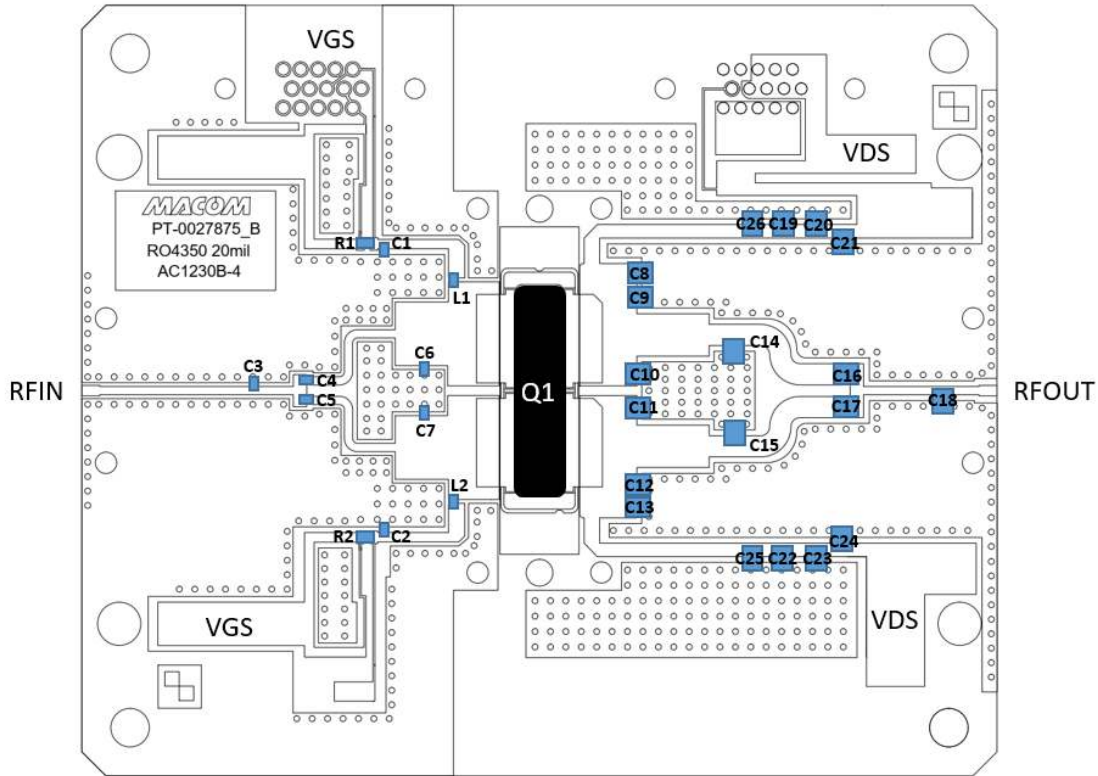 VGS
VDS
MACOM
PT-0027875_B
RO4350 20mil
AC1230B-4
R1
C1
L1
C26
C19
C20
C21
C8
C9
C3
C4
C5
C6
C7
RFIN
Q1
C10
C11
C14
C15
C16
C17
C18
RFOUT
L2
R2
C2
C12
C13
C24
C25
C22
C23
VGS
VDS